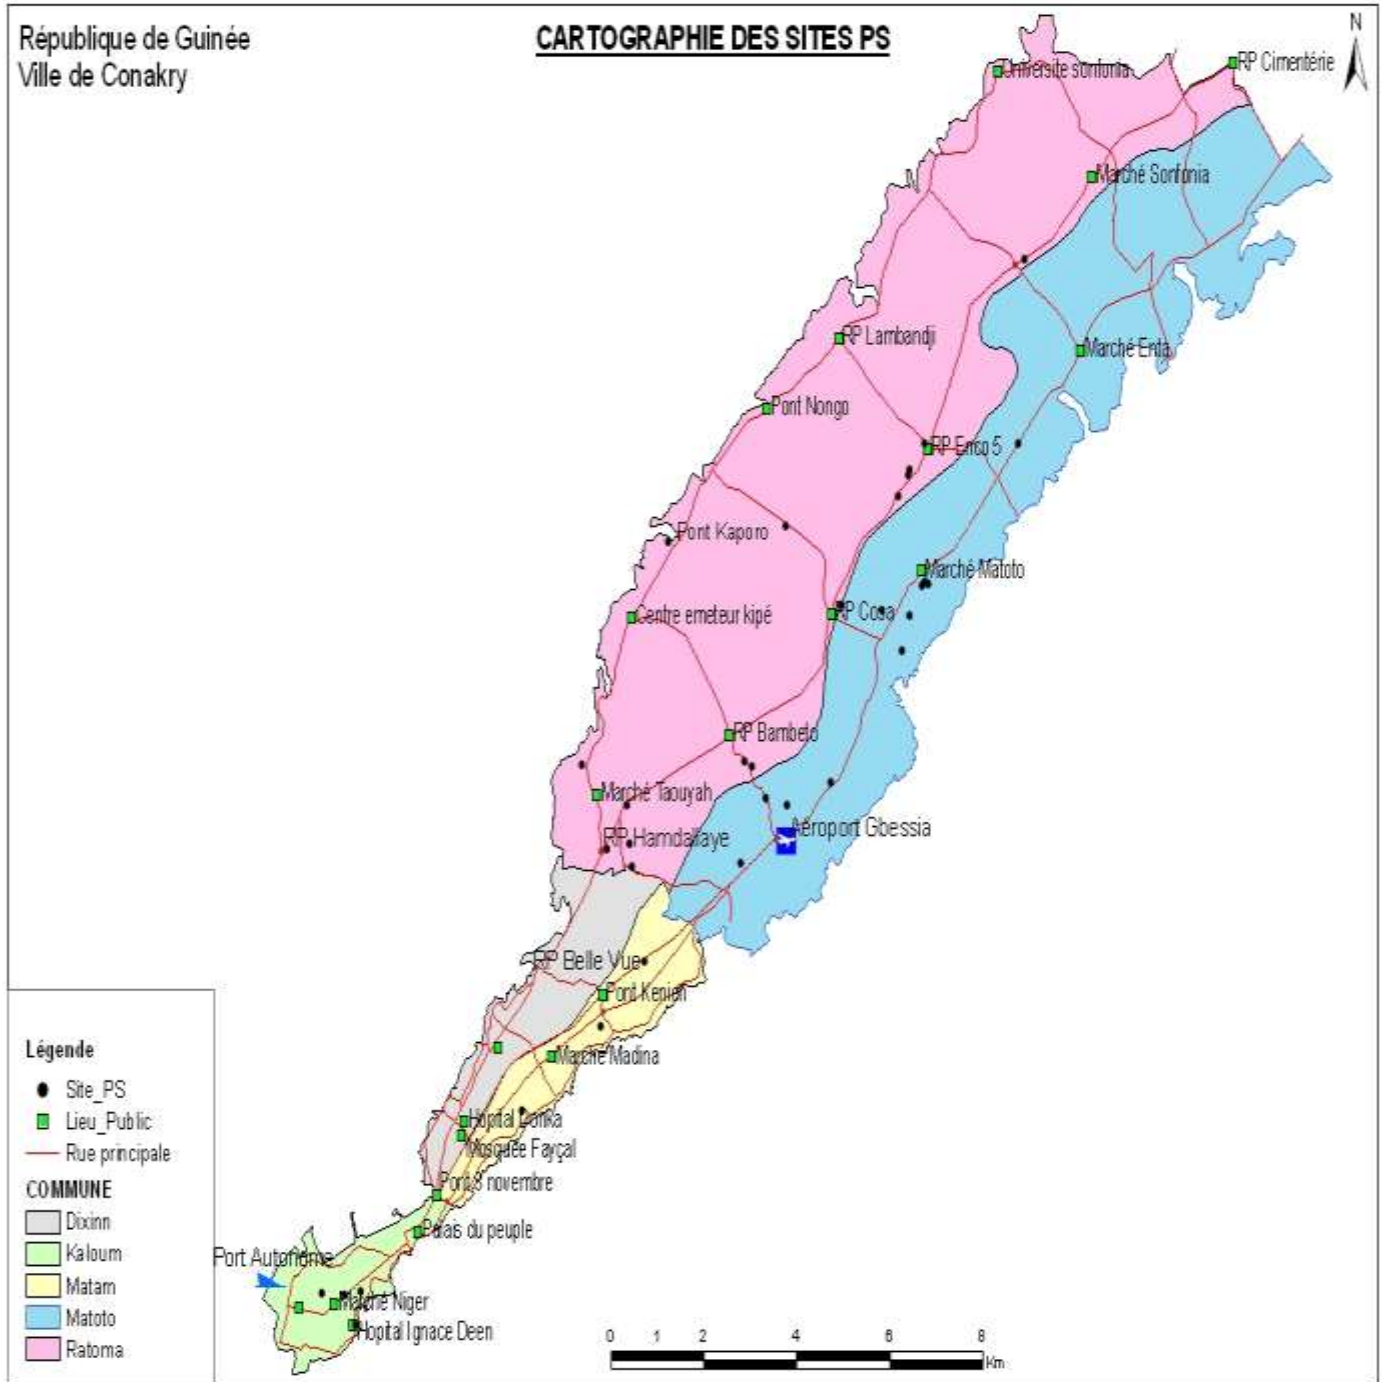 République de Guinée
Ville de Conakry
CARTOGRAPHIE DES SITES PS
N
Université sonfonia
RP Cimentérie
Marché Sonfonia
RP Lambandji
Marché Enta
Pont Nongo
RP Enco 5
Pont Kaporo
Marché Matoto
Centre emeteur kipé
RP Cosa
RP Bambeto
Marché Taouyah
Aéroport Gbessia
RP Hamdallaye
RP Belle Vue
Pont Kenien
Marché Madina
Hopital Donka
Mosquée Fayçal
Pont 8 novembre
Palais du peuple
Port Autonome
Marché Niger
Hopital Ignace Deen
Légende
Site_PS
Lieu_Public
Rue principale
COMMUNE
Dixinn
Kaloum
Matam
Matoto
Ratoma
0 1 2 4 6 8
Km